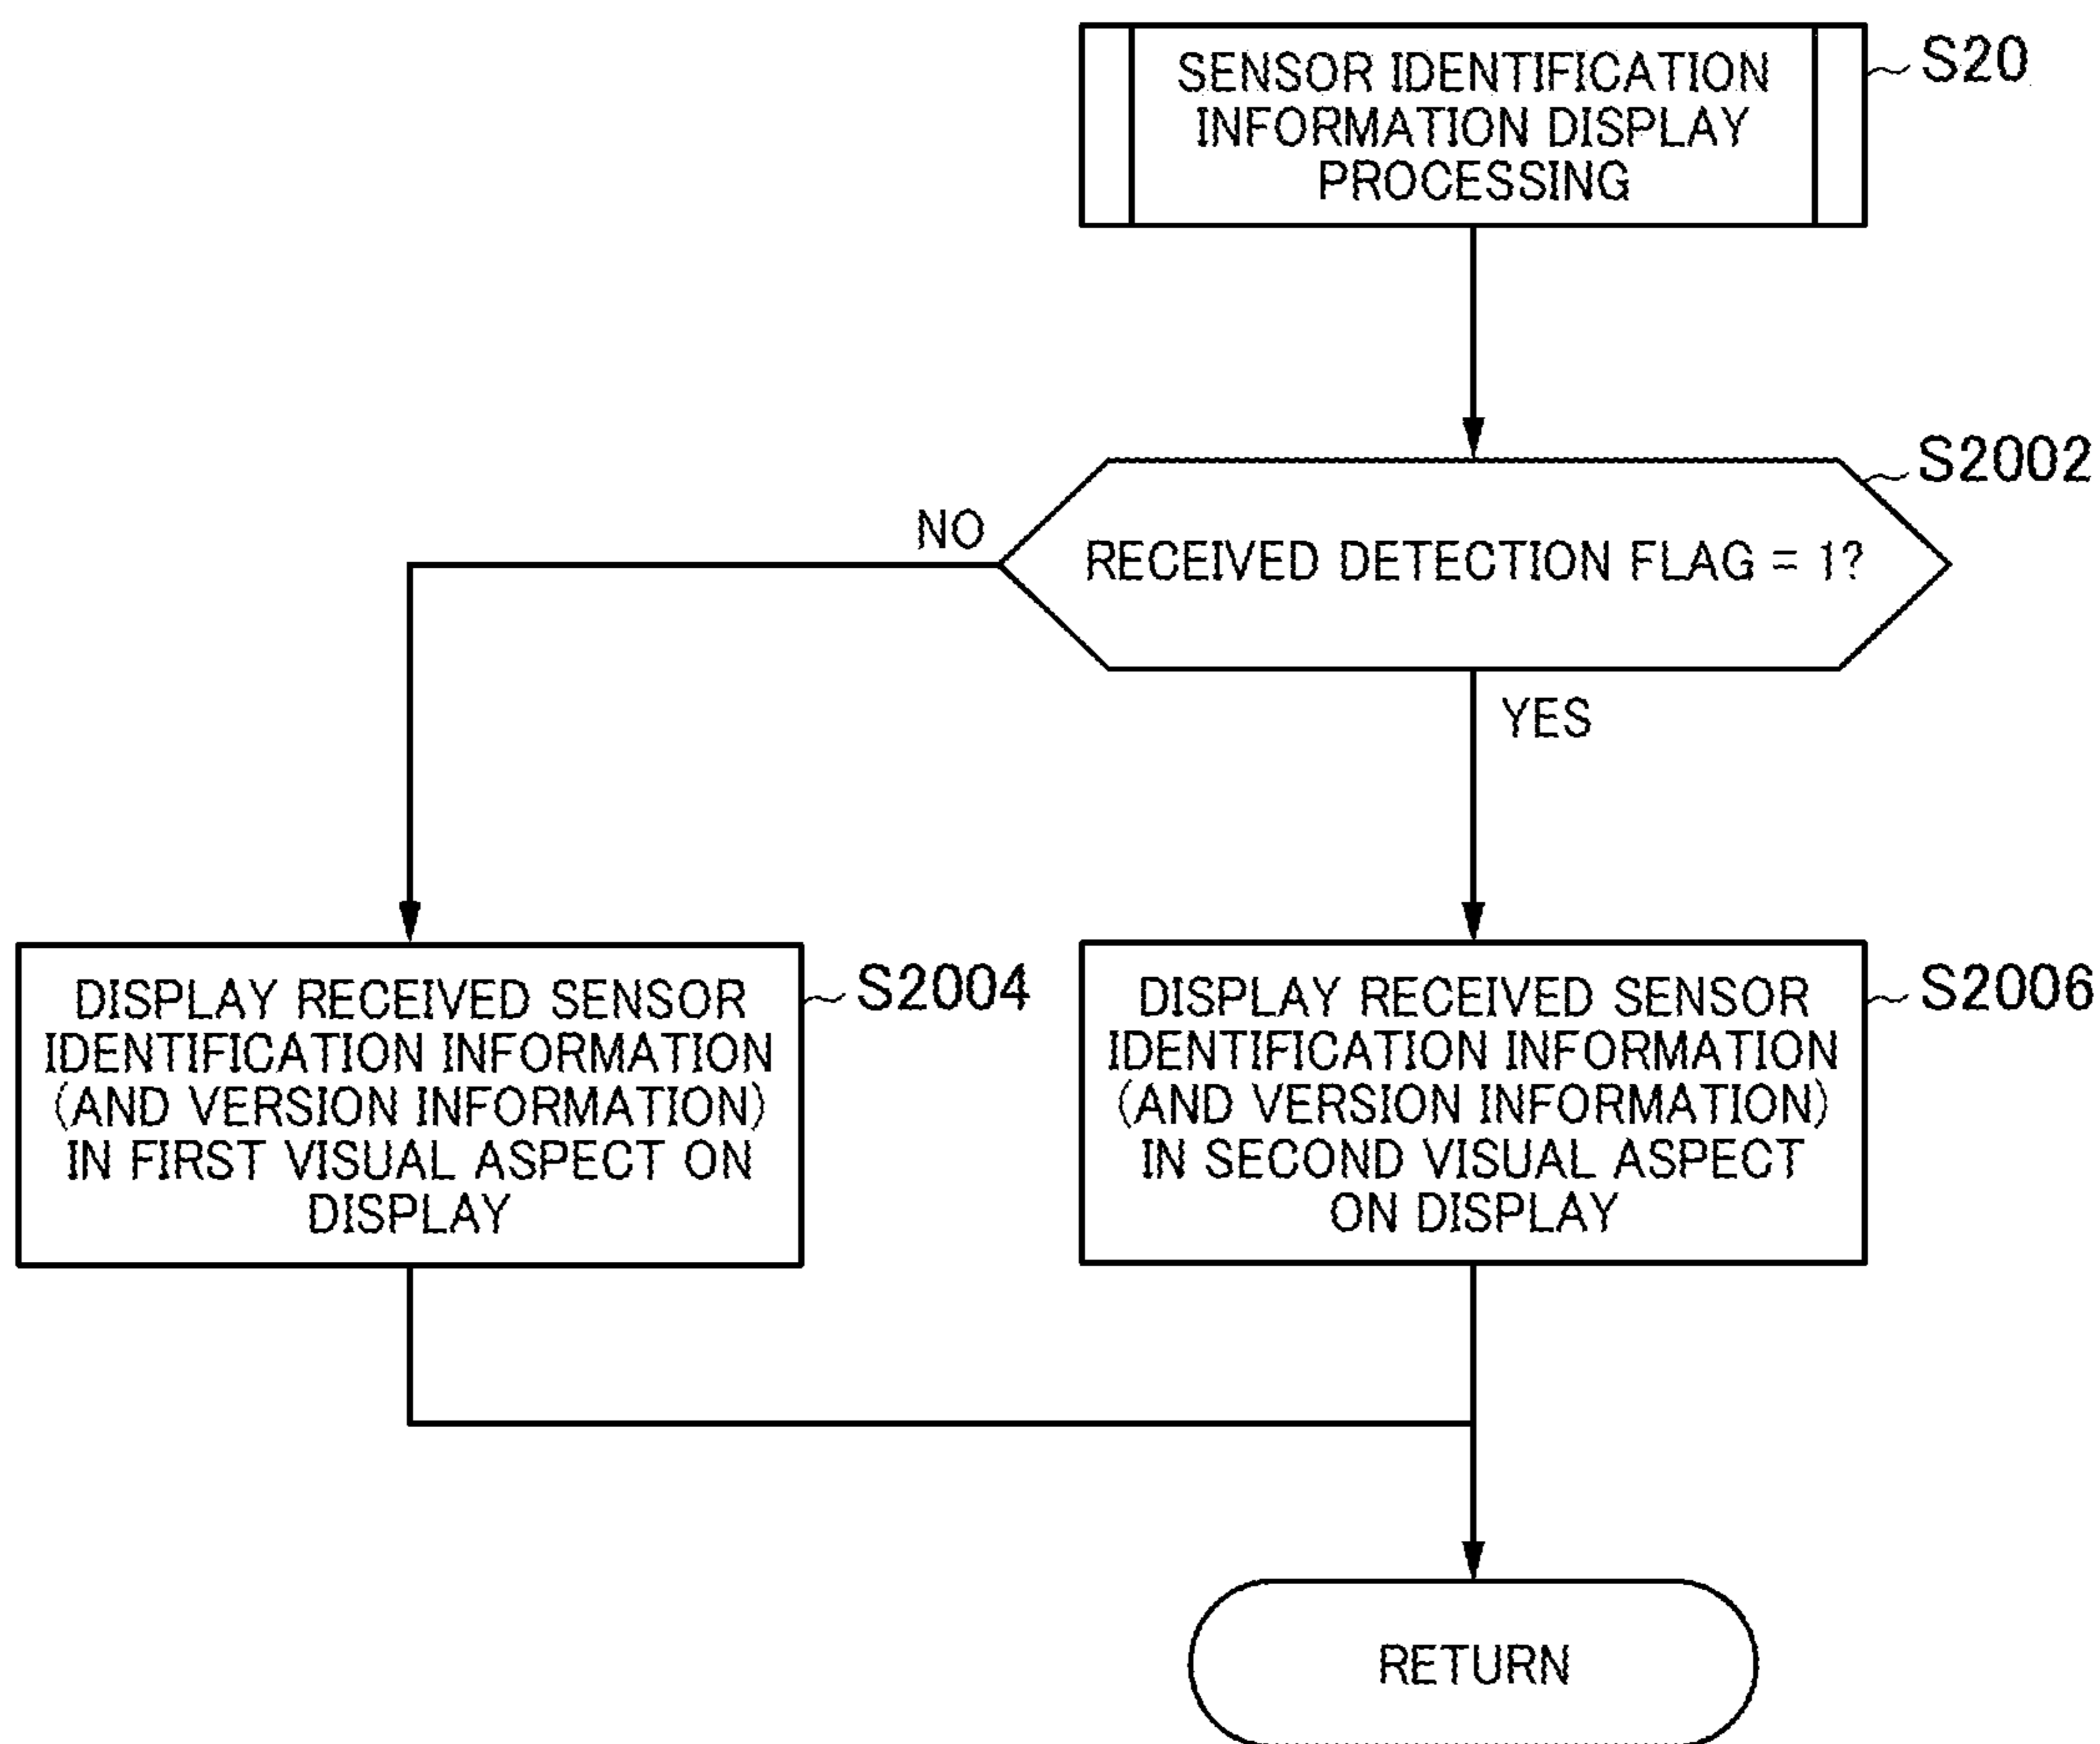 SENSOR IDENTIFICATION
INFORMATION DISPLAY
PROCESSING
S20
S2002
RECEIVED DETECTION FLAG = 1?
NO
YES
DISPLAY RECEIVED SENSOR
IDENTIFICATION INFORMATION
(AND VERSION INFORMATION)
IN FIRST VISUAL ASPECT ON
DISPLAY
S2004
DISPLAY RECEIVED SENSOR
IDENTIFICATION INFORMATION
(AND VERSION INFORMATION)
IN SECOND VISUAL ASPECT
ON DISPLAY
S2006
RETURN